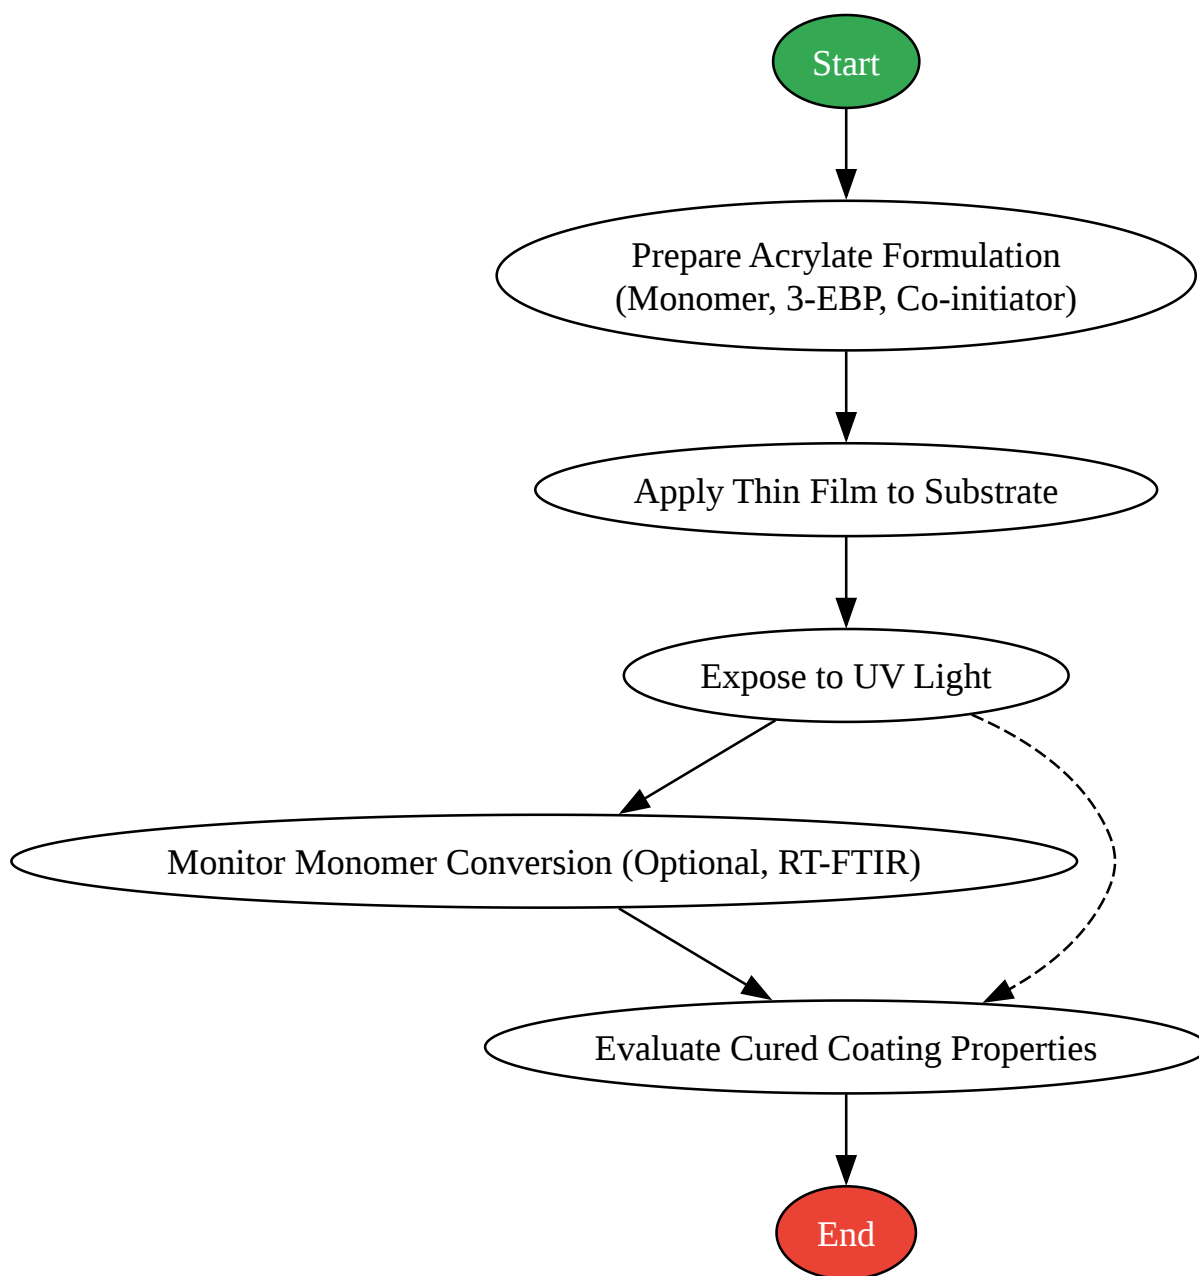 Start
Prepare Acrylate Formulation
(Monomer, 3-EBP, Co-initiator)
Apply Thin Film to Substrate
Expose to UV Light
Monitor Monomer Conversion (Optional, RT-FTIR)
Evaluate Cured Coating Properties
End